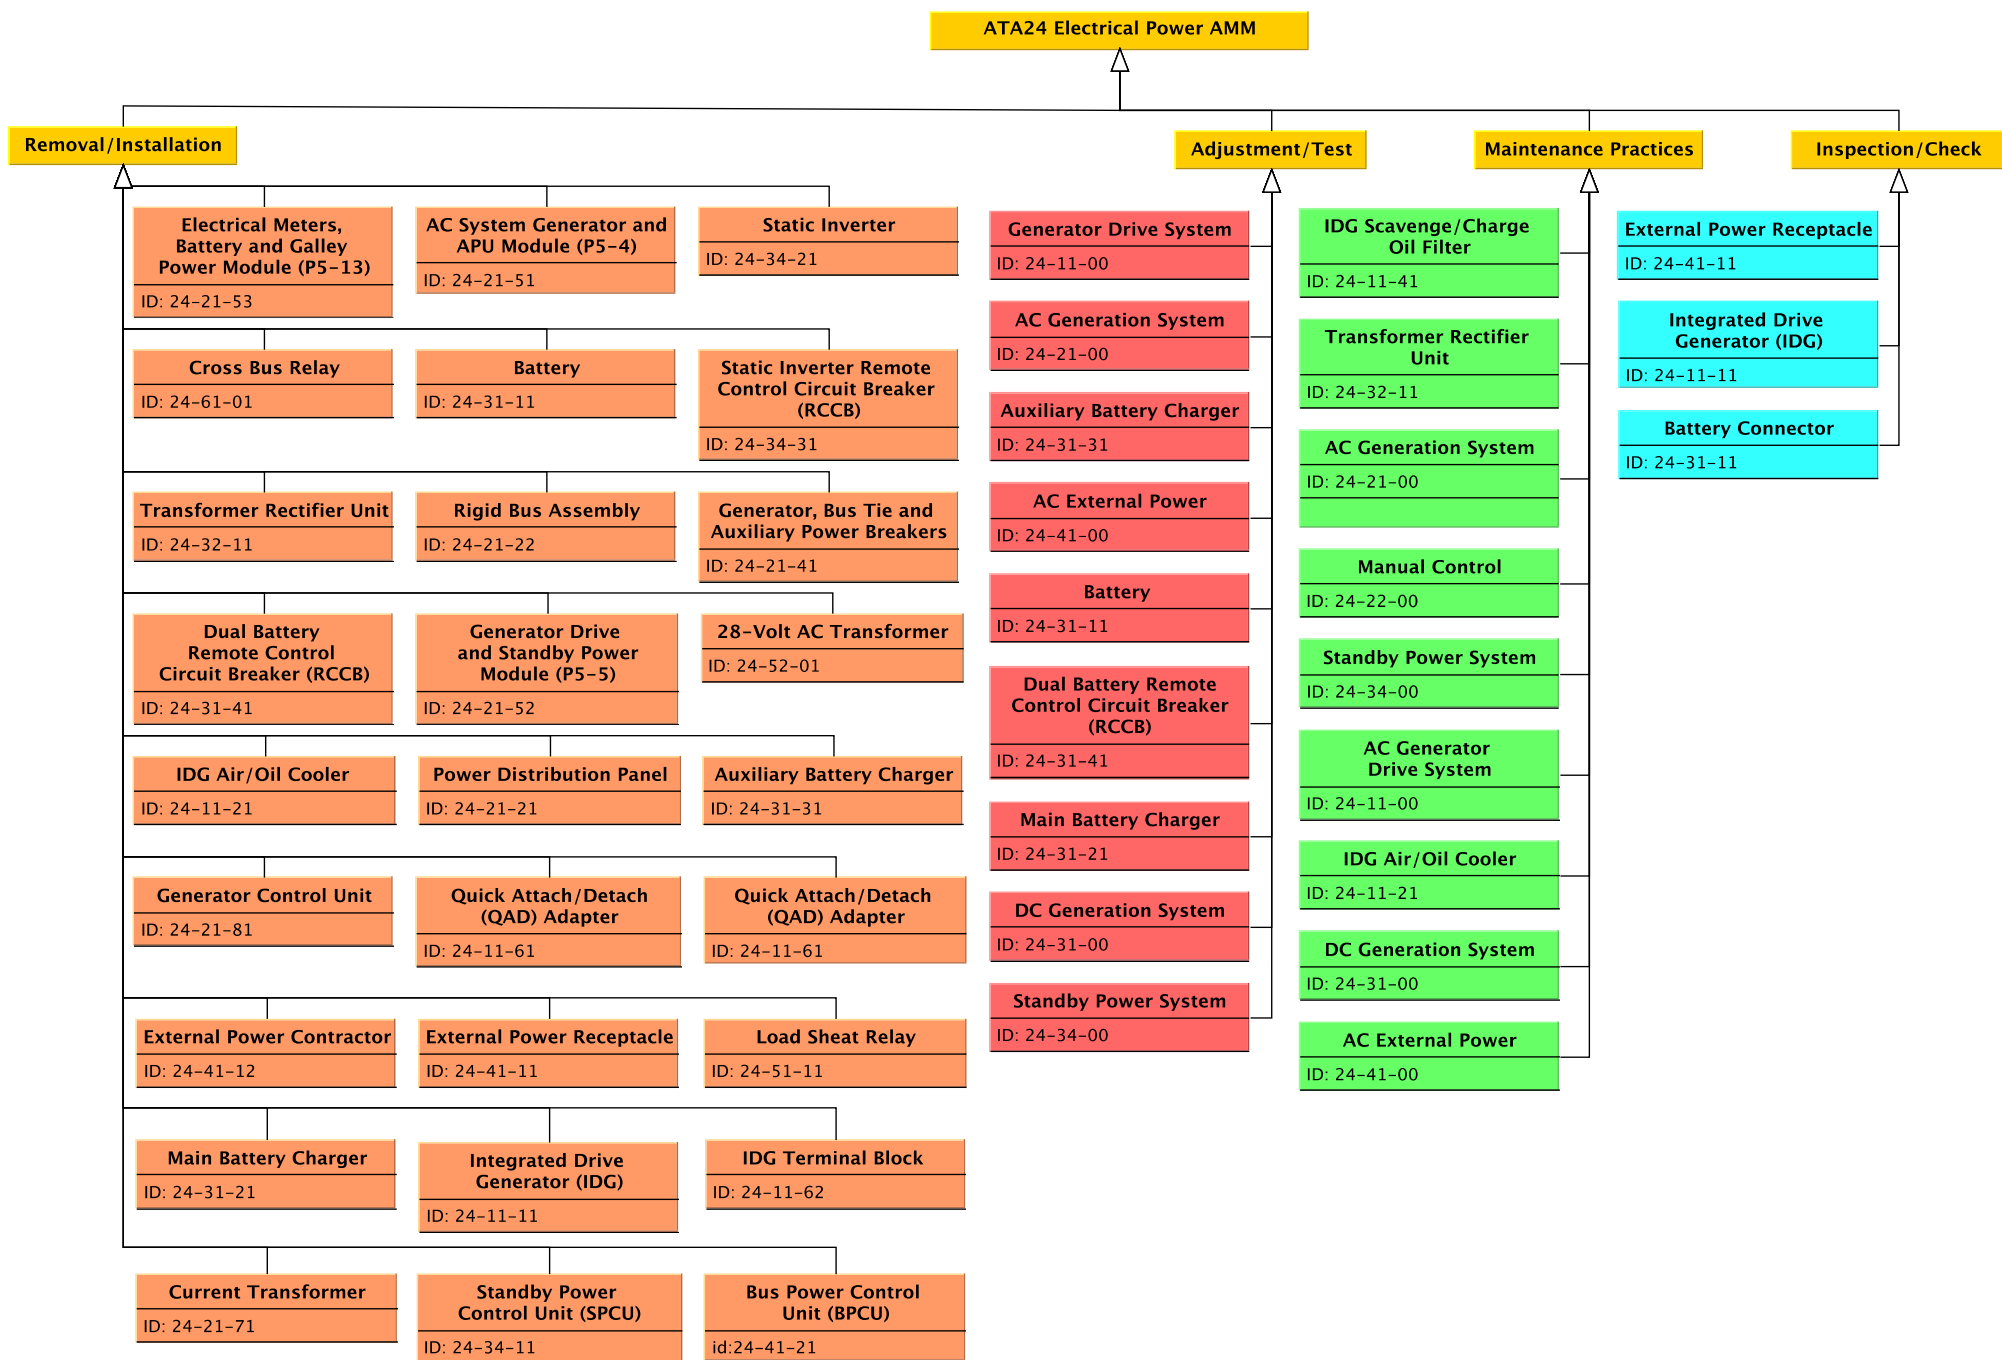 ATA24 Electrical Power AMM
Removal/Installation
Adjustment/Test
Maintenance Practices
Inspection/Check
Electrical Meters,
Battery and Galley
Power Module (P5-13)
ID: 24-21-53
AC System Generator and
APU Module (P5-4)
ID: 24-21-51
Static Inverter
ID: 24-34-21
Cross Bus Relay
ID: 24-61-01
Battery
ID: 24-31-11
Static Inverter Remote
Control Circuit Breaker
(RCCB)
ID: 24-34-31
Transformer Rectifier Unit
ID: 24-32-11
Rigid Bus Assembly
ID: 24-21-22
Generator, Bus Tie and
Auxiliary Power Breakers
ID: 24-21-41
Dual Battery
Remote Control
Circuit Breaker (RCCB)
ID: 24-31-41
Generator Drive
and Standby Power
Module (P5-5)
ID: 24-21-52
28-Volt AC Transformer
ID: 24-52-01
IDG Air/Oil Cooler
ID: 24-11-21
Power Distribution Panel
ID: 24-21-21
Auxiliary Battery Charger
ID: 24-31-31
Generator Control Unit
ID: 24-21-81
Quick Attach/Detach
(QAD) Adapter
ID: 24-11-61
Quick Attach/Detach
(QAD) Adapter
ID: 24-11-61
External Power Contractor
ID: 24-41-12
External Power Receptacle
ID: 24-41-11
Load Sheat Relay
ID: 24-51-11
Main Battery Charger
ID: 24-31-21
Integrated Drive
Generator (IDG)
ID: 24-11-11
IDG Terminal Block
ID: 24-11-62
Current Transformer
ID: 24-21-71
Standby Power
Control Unit (SPCU)
ID: 24-34-11
Bus Power Control
Unit (BPCU)
id:24-41-21
Generator Drive System
ID: 24-11-00
AC Generation System
ID: 24-21-00
Auxiliary Battery Charger
ID: 24-31-31
AC External Power
ID: 24-41-00
Battery
ID: 24-31-11
Dual Battery Remote
Control Circuit Breaker
(RCCB)
ID: 24-31-41
Main Battery Charger
ID: 24-31-21
DC Generation System
ID: 24-31-00
Standby Power System
ID: 24-34-00
IDG Scavenge/Charge
Oil Filter
ID: 24-11-41
Transformer Rectifier
Unit
ID: 24-32-11
AC Generation System
ID: 24-21-00
Manual Control
ID: 24-22-00
Standby Power System
ID: 24-34-00
AC Generator
Drive System
ID: 24-11-00
IDG Air/Oil Cooler
ID: 24-11-21
DC Generation System
ID: 24-31-00
AC External Power
ID: 24-41-00
External Power Receptacle
ID: 24-41-11
Integrated Drive
Generator (IDG)
ID: 24-11-11
Battery Connector
ID: 24-31-11